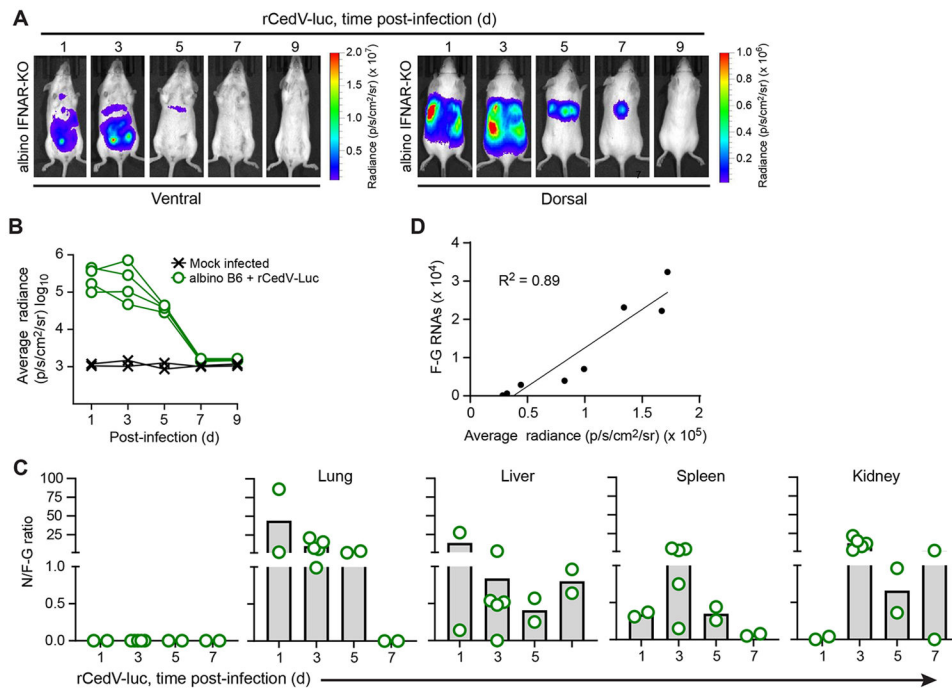 A
rCedV-luc, time post-infection (d)
1 3 5 7 9
albino IFNAR-KO
2.0
1.5
1.0
0.5
Radiance (p/s/cm²/sr) (x 10⁷)
Ventral
1 3 5 7 9
albino IFNAR-KO
7
1.0
0.8
0.6
0.4
0.2
Radiance (p/s/cm²/sr) (x 10⁶)
Dorsal
B
Average radiance
(p/s/cm2/sr) log₁₀
6
5
4
3
Mock infected
albino B6 + rCedV-Luc
1 3 5 7 9
Post-infection (d)
D
F-G RNAs (x 10⁴)
4
3
2
1
0
R² = 0.89
0 0.5 1 1.5 2
Average radiance (p/s/cm²/sr) (x 10⁵)
C
N/F-G ratio
100
75
50
25
1.0
0.5
0.0
Lung Liver Spleen Kidney
1 3 5 7 1 3 5 7 1 3 5 1 3 5 7 1 3 5 7
rCedV-luc, time post-infection (d)